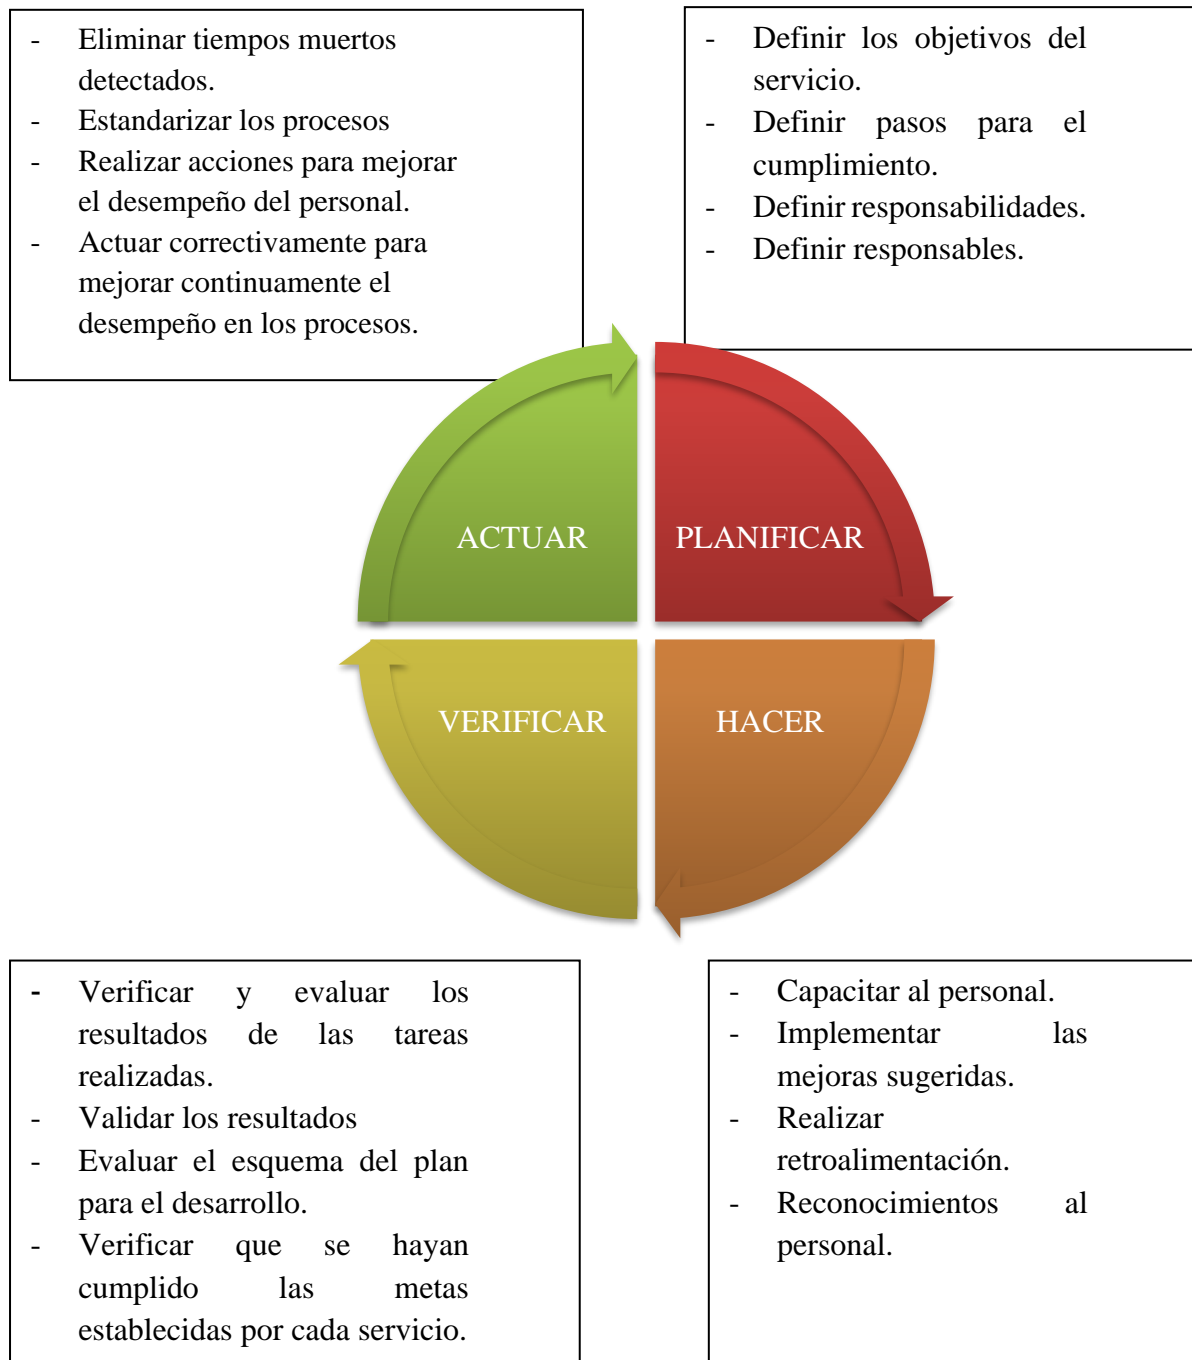 - Eliminar tiempos muertos
detectados.
- Estandarizar los procesos
- Realizar acciones para mejorar
el desempeño del personal.
- Actuar correctivamente para
mejorar continuamente el
desempeño en los procesos.
- Definir los objetivos del
servicio.
- Definir pasos para el
cumplimiento.
- Definir responsabilidades.
- Definir responsables.
ACTUAR
PLANIFICAR
VERIFICAR
HACER
- Verificar y evaluar los
resultados de las tareas
realizadas.
- Validar los resultados
- Evaluar el esquema del plan
para el desarrollo.
- Verificar que se hayan
cumplido las metas
establecidas por cada servicio.
- Capacitar al personal.
- Implementar las
mejoras sugeridas.
- Realizar
retroalimentación.
- Reconocimientos al
personal.